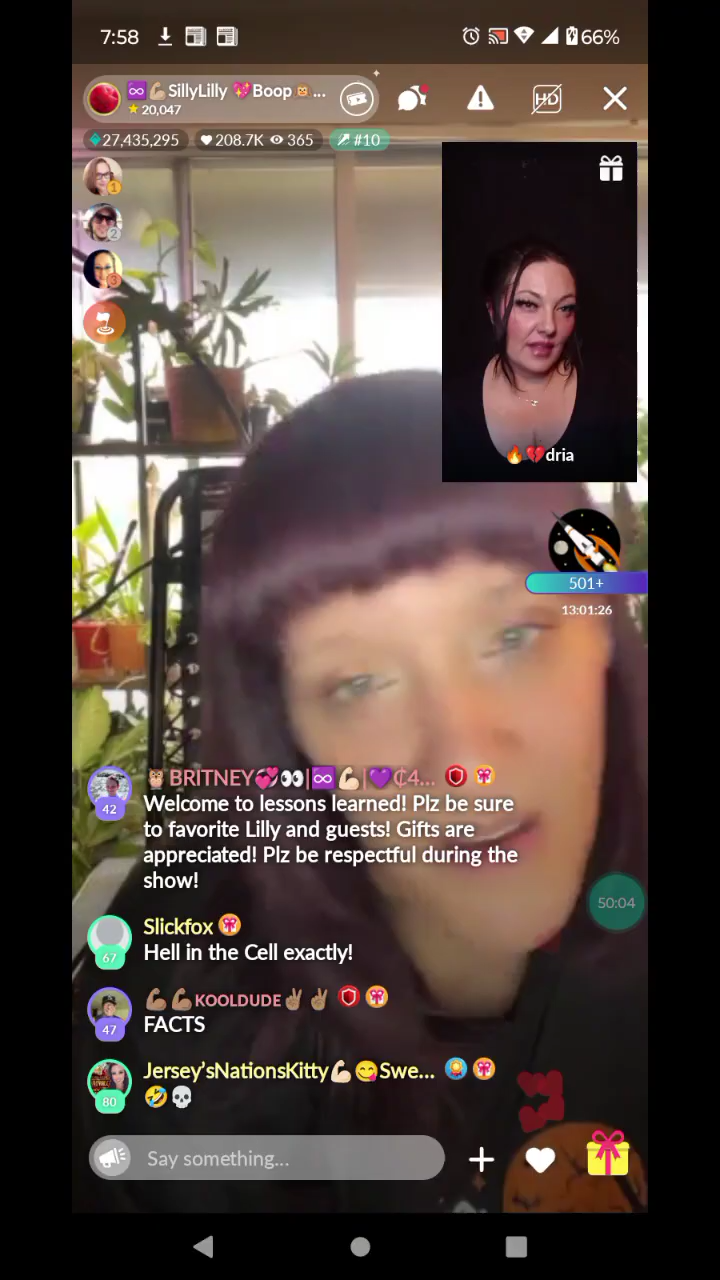 7:58
66%
♾️💪🏼SillyLilly 💖Boop🐵...
⭐20,047
HD
27,435,295 208.7K 365 #10
1
2
3
🔥💔dria
501+
13:01:26
🦉BRITNEY💞👀|♾️💪🏼|💜₵4...
42
Welcome to lessons learned! Plz be sure
to favorite Lilly and guests! Gifts are
appreciated! Plz be respectful during the
show!
50:04
Slickfox
67
Hell in the Cell exactly!
💪🏽💪🏽KOOLDUDE✌🏽✌🏽
47
FACTS
Jersey’sNationsKitty💪🏻😋Swe...
80
🤣💀
Say something...